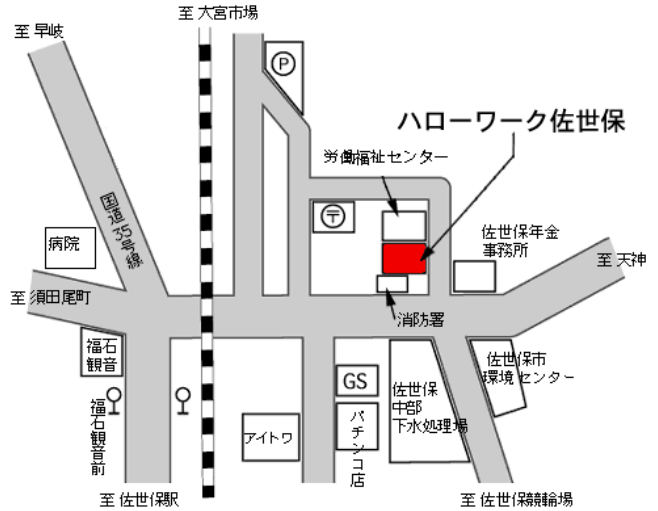 至 大宮市場
至 早岐
P
ハローワーク佐世保
労働福祉センター
国道35号線
〒
佐世保年金
事務所
病院
至 天神
至 須田尾町
消防署
福石
観音
佐世保市
環境センター
GS
佐世保
中部
下水処理場
福石観音前
アイトワ
パチンコ店
至 佐世保駅
至 佐世保競輪場